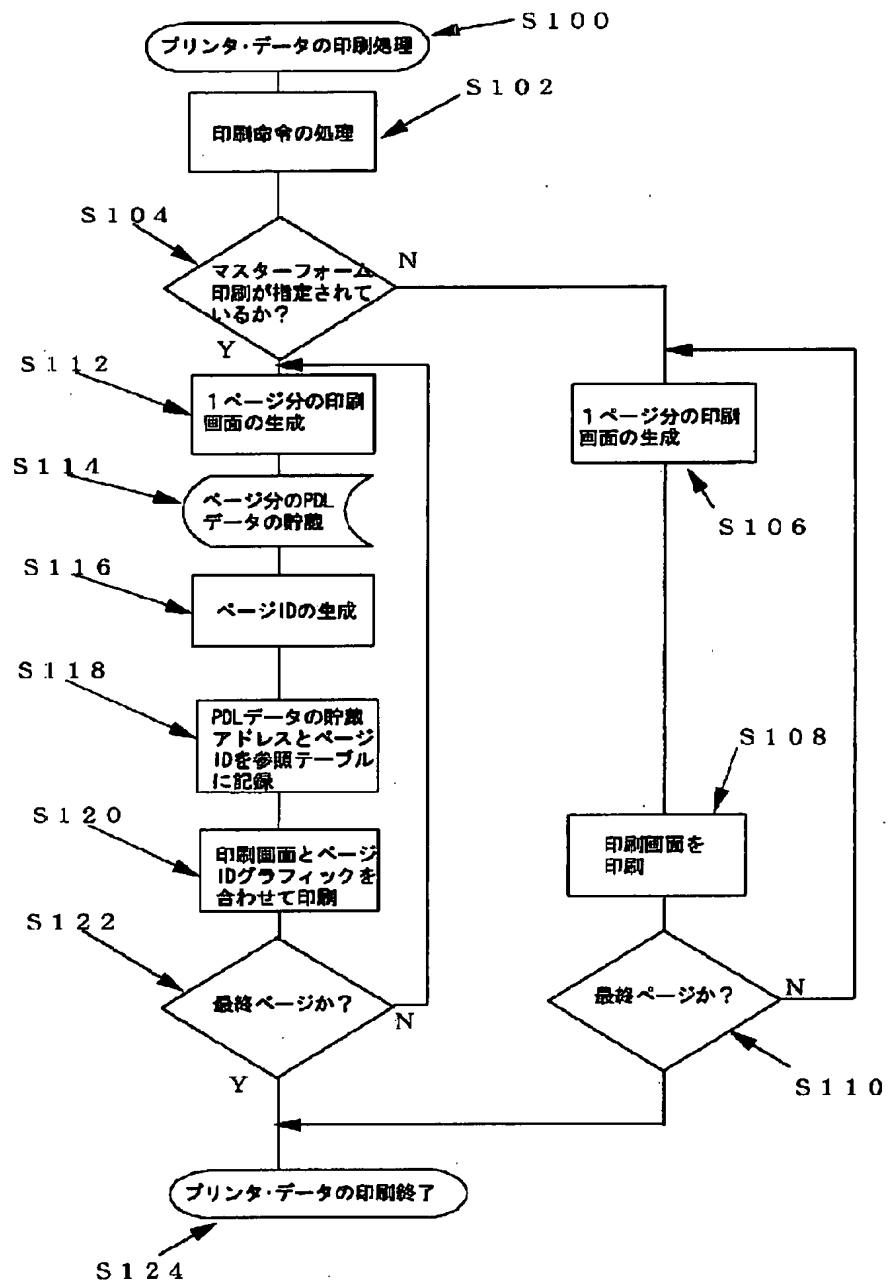 S100
プリンタ・データの印刷処理
S102
印刷命令の処理
S104
マスターフォーム
印刷が指定されて
いるか?
N
Y
S112
1ページ分の印刷
画面の生成
S114
ページ分のPDL
データの貯蔵
S116
ページIDの生成
S118
PDLデータの貯蔵
アドレスとページ
IDを参照テーブル
に記録
S120
印刷画面とページ
IDグラフィックを
合わせて印刷
S122
最終ページか?
N
Y
1ページ分の印刷
画面の生成
S106
S108
印刷画面を
印刷
最終ページか?
N
S110
プリンタ・データの印刷終了
S124